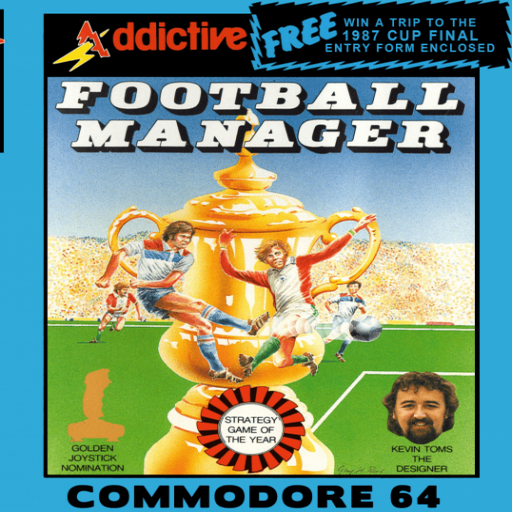 Addictive
FREE
WIN A TRIP TO THE
1987 CUP FINAL
ENTRY FORM ENCLOSED
FOOTBALL
MANAGER
STRATEGY
GAME OF
THE YEAR
GOLDEN
JOYSTICK
NOMINATION
KEVIN TOMS
THE
DESIGNER
COMMODORE 64